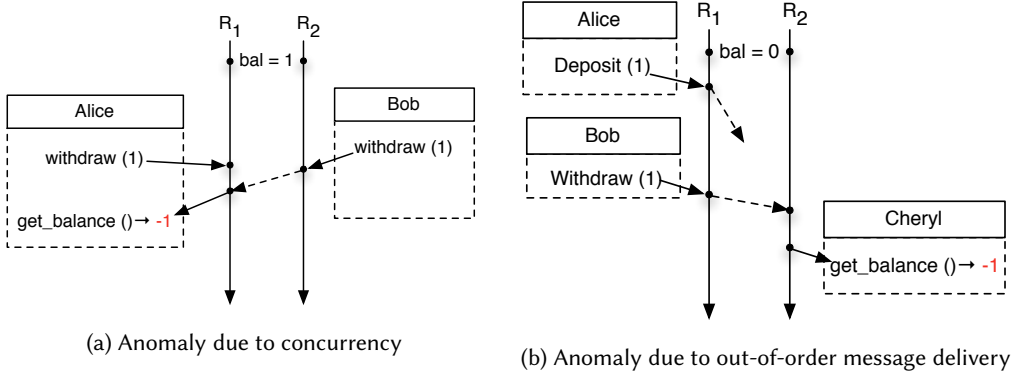 R1 R2
bal = 1
Alice
Bob
withdraw (1)
withdraw (1)
get_balance ()→ -1
(a) Anomaly due to concurrency
R1 R2
Alice
bal = 0
Deposit (1)
Bob
Withdraw (1)
Cheryl
get_balance ()→ -1
(b) Anomaly due to out-of-order message delivery